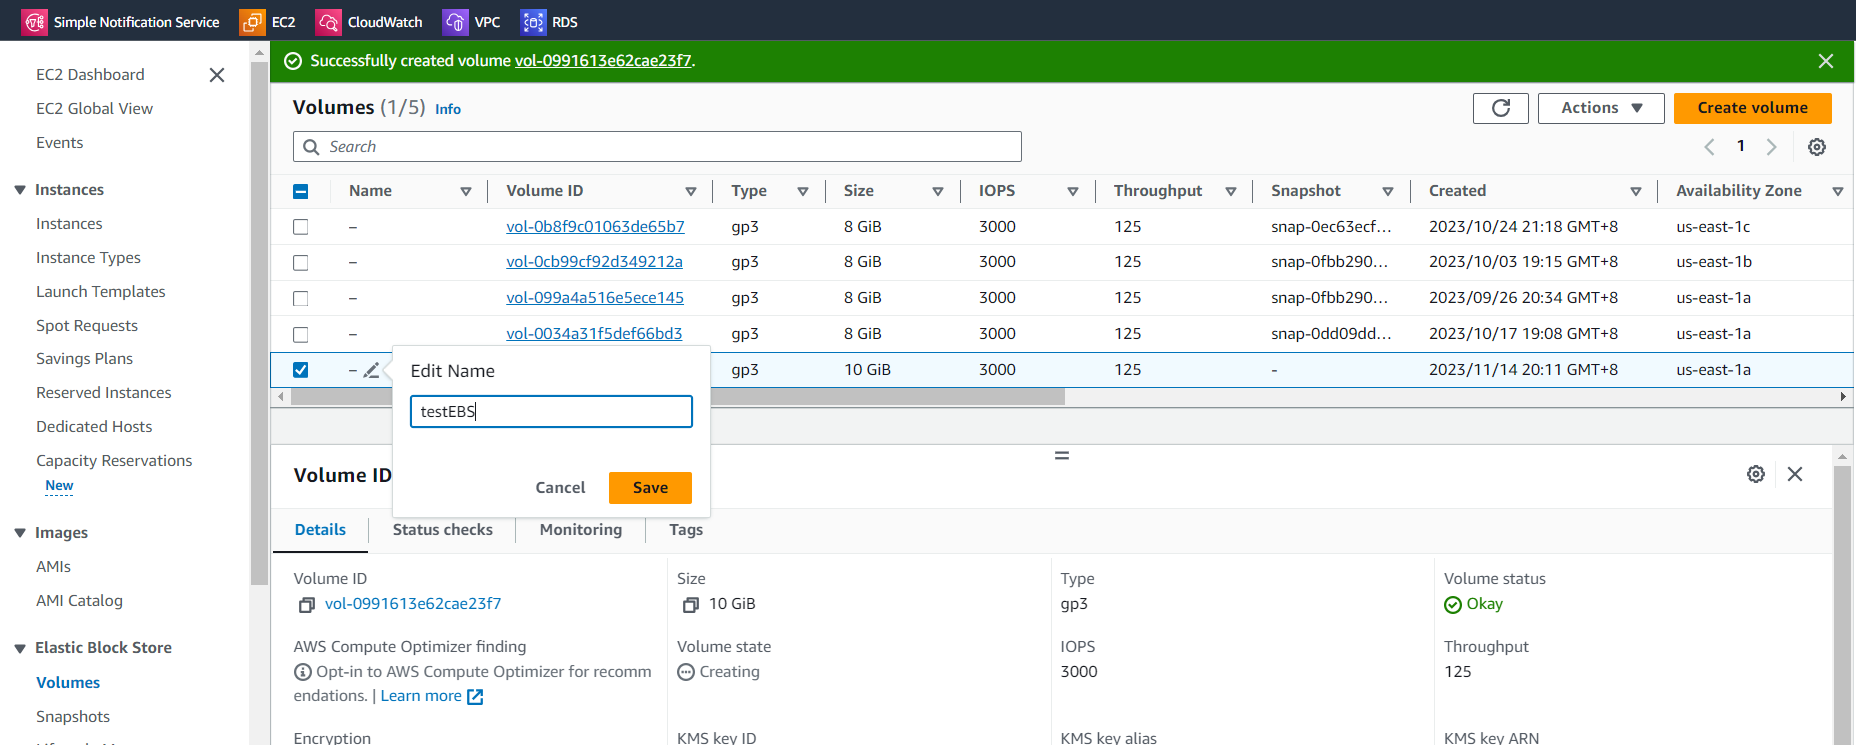 Simple Notification Service EC2 CloudWatch VPC RDS
EC2 Dashboard
EC2 Global View
Events
Instances
Instances
Instance Types
Launch Templates
Spot Requests
Savings Plans
Reserved Instances
Dedicated Hosts
Capacity Reservations
New
Images
AMIs
AMI Catalog
Elastic Block Store
Volumes
Snapshots
Successfully created volume vol-0991613e62cae23f7.
Volumes (1/5) Info
Actions
Create volume
Search
1
Name Volume ID Type Size IOPS Throughput Snapshot Created Availability Zone
– vol-0b8f9c01063de65b7 gp3 8 GiB 3000 125 snap-0ec63ecf... 2023/10/24 21:18 GMT+8 us-east-1c
– vol-0cb99cf92d349212a gp3 8 GiB 3000 125 snap-0fbb290... 2023/10/03 19:15 GMT+8 us-east-1b
– vol-099a4a516e5ece145 gp3 8 GiB 3000 125 snap-0fbb290... 2023/09/26 20:34 GMT+8 us-east-1a
– vol-0034a31f5def66bd3 gp3 8 GiB 3000 125 snap-0dd09dd... 2023/10/17 19:08 GMT+8 us-east-1a
– gp3 10 GiB 3000 125 - 2023/11/14 20:11 GMT+8 us-east-1a
Edit Name
testEBS
Cancel Save
Volume ID
Details Status checks Monitoring Tags
Volume ID Size Type Volume status
vol-0991613e62cae23f7 10 GiB gp3 Okay
AWS Compute Optimizer finding Volume state IOPS Throughput
Opt-in to AWS Compute Optimizer for recomm Creating 3000 125
endations. | Learn more
Encryption KMS key ID KMS key alias KMS key ARN